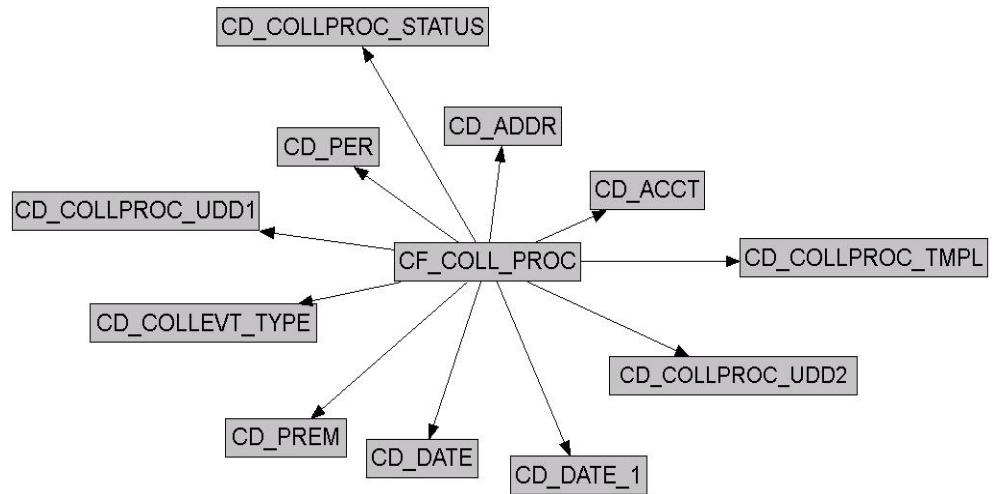 CD_COLLPROC_STATUS
CD_ADDR
CD_PER
CD_ACCT
CD_COLLPROC_UDD1
CF_COLL_PROC
CD_COLLPROC_TMPL
CD_COLLEVT_TYPE
CD_COLLPROC_UDD2
CD_PREM
CD_DATE
CD_DATE_1